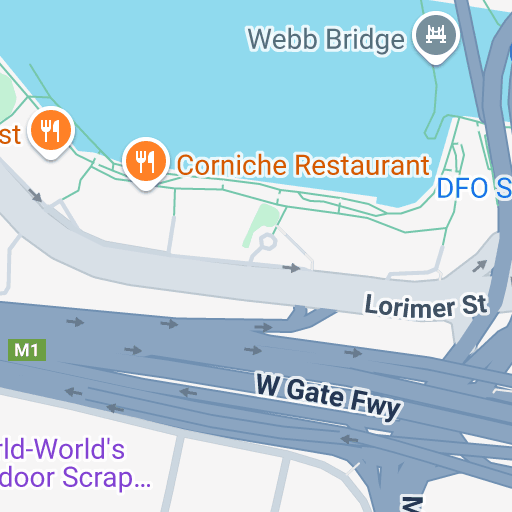 Webb Bridge
st
Corniche Restaurant
DFO S
Lorimer St
M1
W Gate Fwy
rld-World's
door Scrap...
M